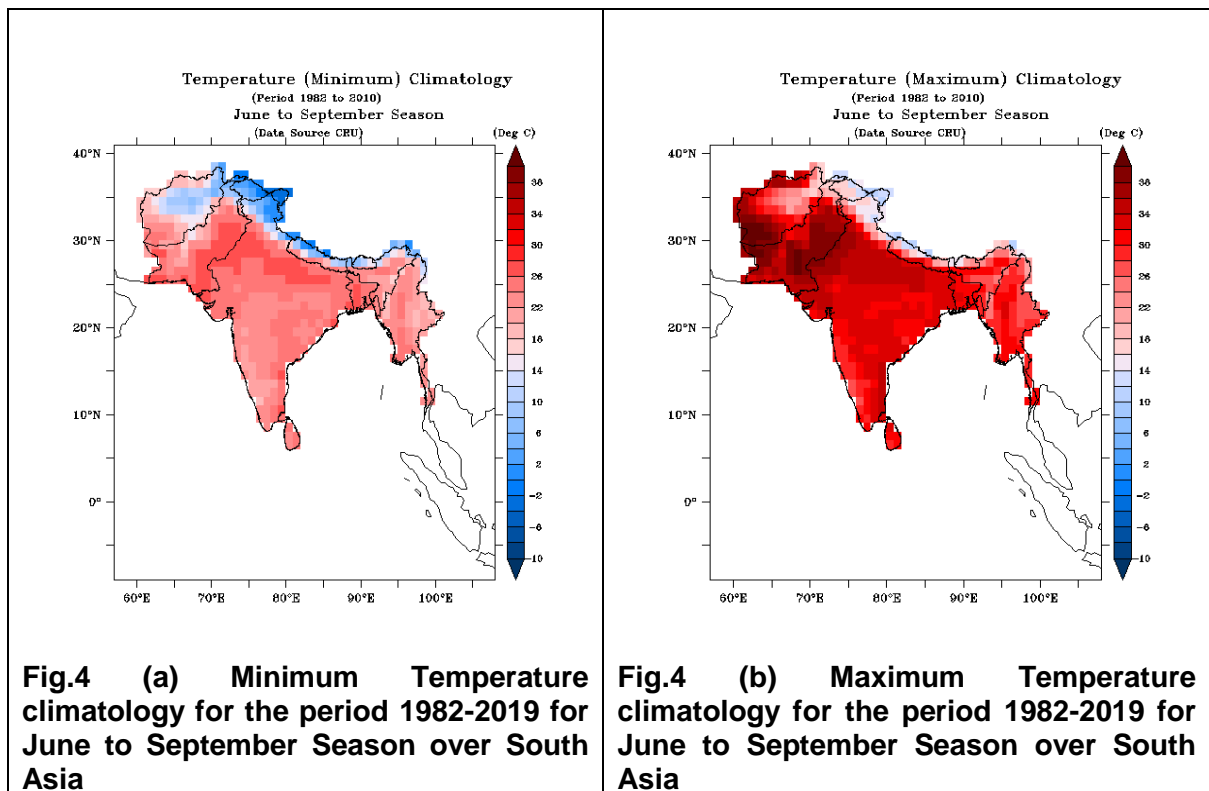 Temperature (Minimum) Climatology
(Period 1982 to 2010)
June to September Season
(Data Source CRU)
(Deg C)
40°N
30°N
20°N
10°N
0°
60°E 70°E 80°E 90°E 100°E
38
34
30
26
22
18
14
10
6
2
-2
-6
-10
Fig.4 (a) Minimum Temperature
climatology for the period 1982-2019 for
June to September Season over South
Asia
Temperature (Maximum) Climatology
(Period 1982 to 2010)
June to September Season
(Data Source CRU)
(Deg C)
40°N
30°N
20°N
10°N
0°
60°E 70°E 80°E 90°E 100°E
38
34
30
26
22
18
14
10
6
2
-2
-6
-10
Fig.4 (b) Maximum Temperature
climatology for the period 1982-2019 for
June to September Season over South
Asia